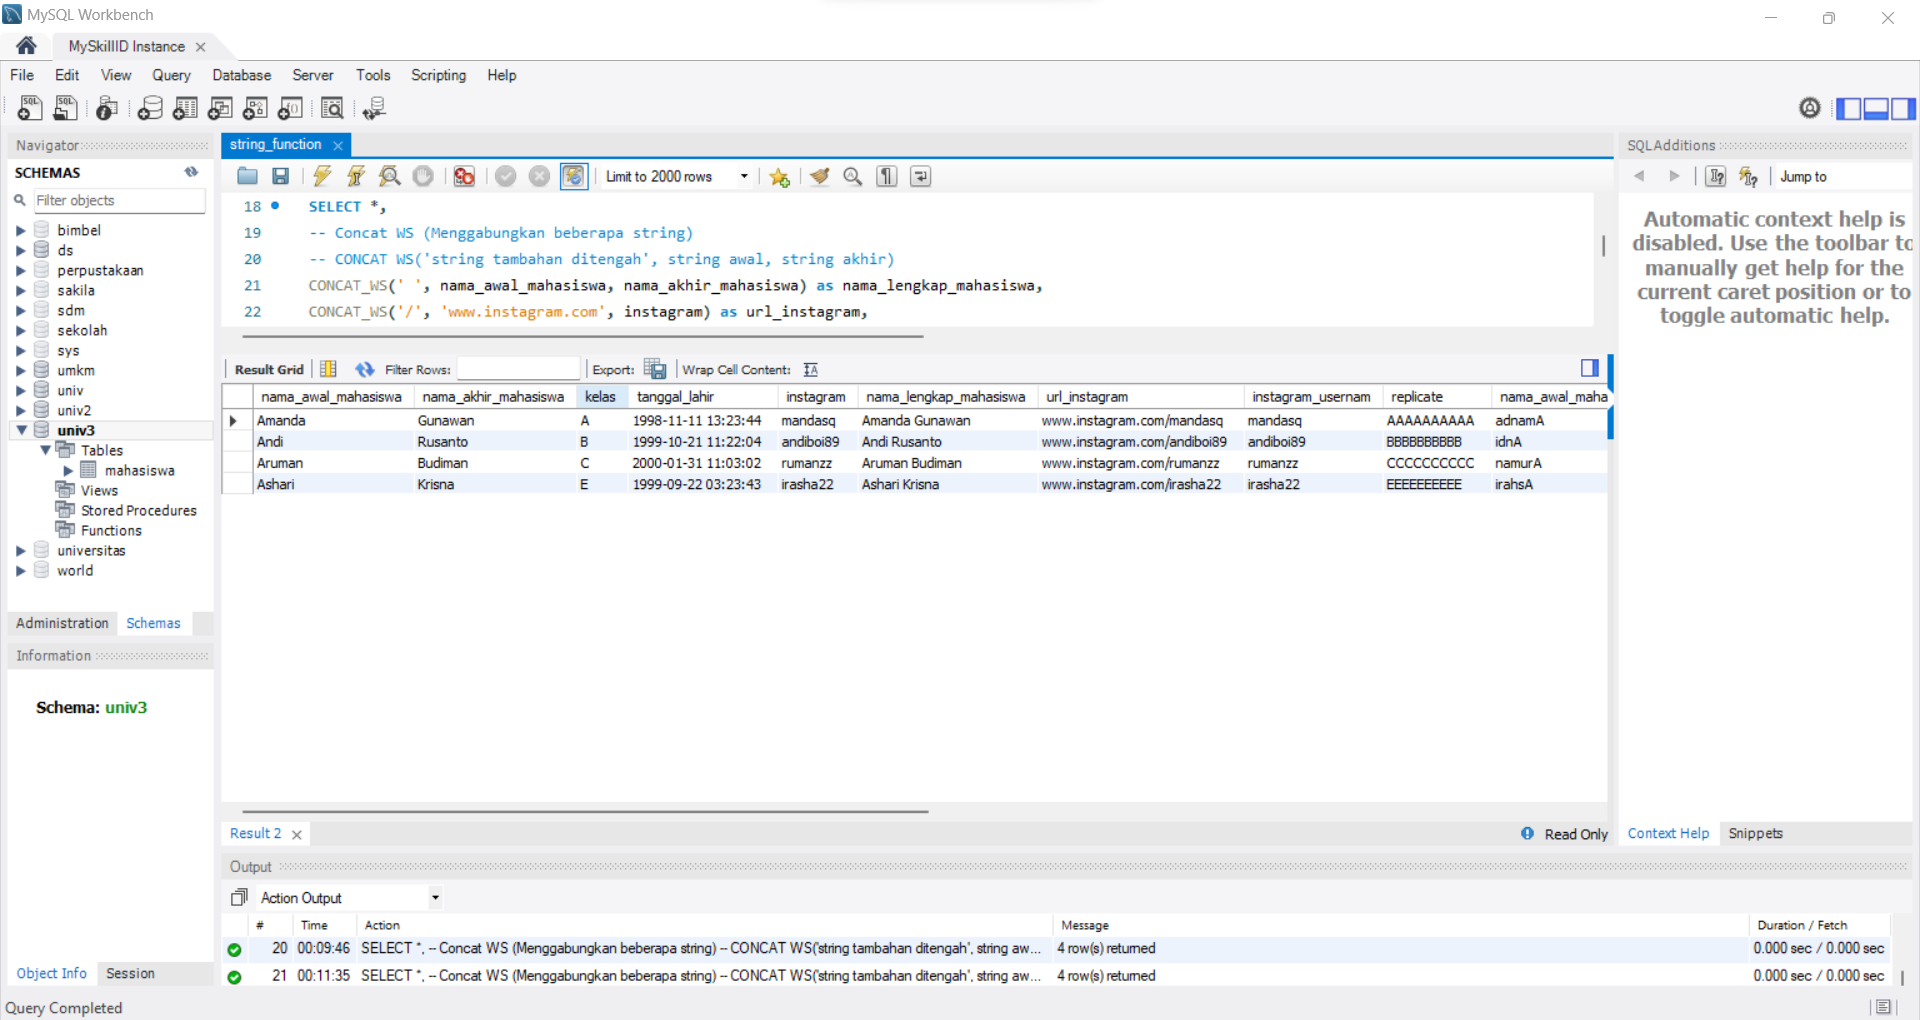 MySQL Workbench
MySkillID Instance
File Edit View Query Database Server Tools Scripting Help
Navigator
SCHEMAS
Filter objects
bimbel
ds
perpustakaan
sakila
sdm
sekolah
sys
umkm
univ
univ2
univ3
Tables
mahasiswa
Views
Stored Procedures
Functions
universitas
world
Administration Schemas
Information
Schema: univ3
Object Info Session
string_function
Limit to 2000 rows
18 SELECT *,
19 -- Concat WS (Menggabungkan beberapa string)
20 -- CONCAT WS('string tambahan ditengah', string awal, string akhir)
21 CONCAT_WS(' ', nama_awal_mahasiswa, nama_akhir_mahasiswa) as nama_lengkap_mahasiswa,
22 CONCAT_WS('/', 'www.instagram.com', instagram) as url_instagram,
Result Grid Filter Rows: Export: Wrap Cell Content:
nama_awal_mahasiswa nama_akhir_mahasiswa kelas tanggal_lahir instagram nama_lengkap_mahasiswa url_instagram instagram_usernam replicate nama_awal_maha
Amanda Gunawan A 1998-11-11 13:23:44 mandasq Amanda Gunawan www.instagram.com/mandasq mandasq AAAAAAAAAA adnamA
Andi Rusanto B 1999-10-21 11:22:04 andiboi89 Andi Rusanto www.instagram.com/andiboi89 andiboi89 BBBBBBBBBB idnA
Aruman Budiman C 2000-01-31 11:03:02 rumanzz Aruman Budiman www.instagram.com/rumanzz rumanzz CCCCCCCCCC namurA
Ashari Krisna E 1999-09-22 03:23:43 irasha22 Ashari Krisna www.instagram.com/irasha22 irasha22 EEEEEEEEEE irahsA
Result 2 Read Only
SQLAdditions
Jump to
Automatic context help is
disabled. Use the toolbar to
manually get help for the
current caret position or to
toggle automatic help.
Context Help Snippets
Output
Action Output
# Time Action Message Duration / Fetch
20 00:09:46 SELECT *, -- Concat WS (Menggabungkan beberapa string) -- CONCAT WS('string tambahan ditengah', string aw... 4 row(s) returned 0.000 sec / 0.000 sec
21 00:11:35 SELECT *, -- Concat WS (Menggabungkan beberapa string) -- CONCAT WS('string tambahan ditengah', string aw... 4 row(s) returned 0.000 sec / 0.000 sec
Query Completed